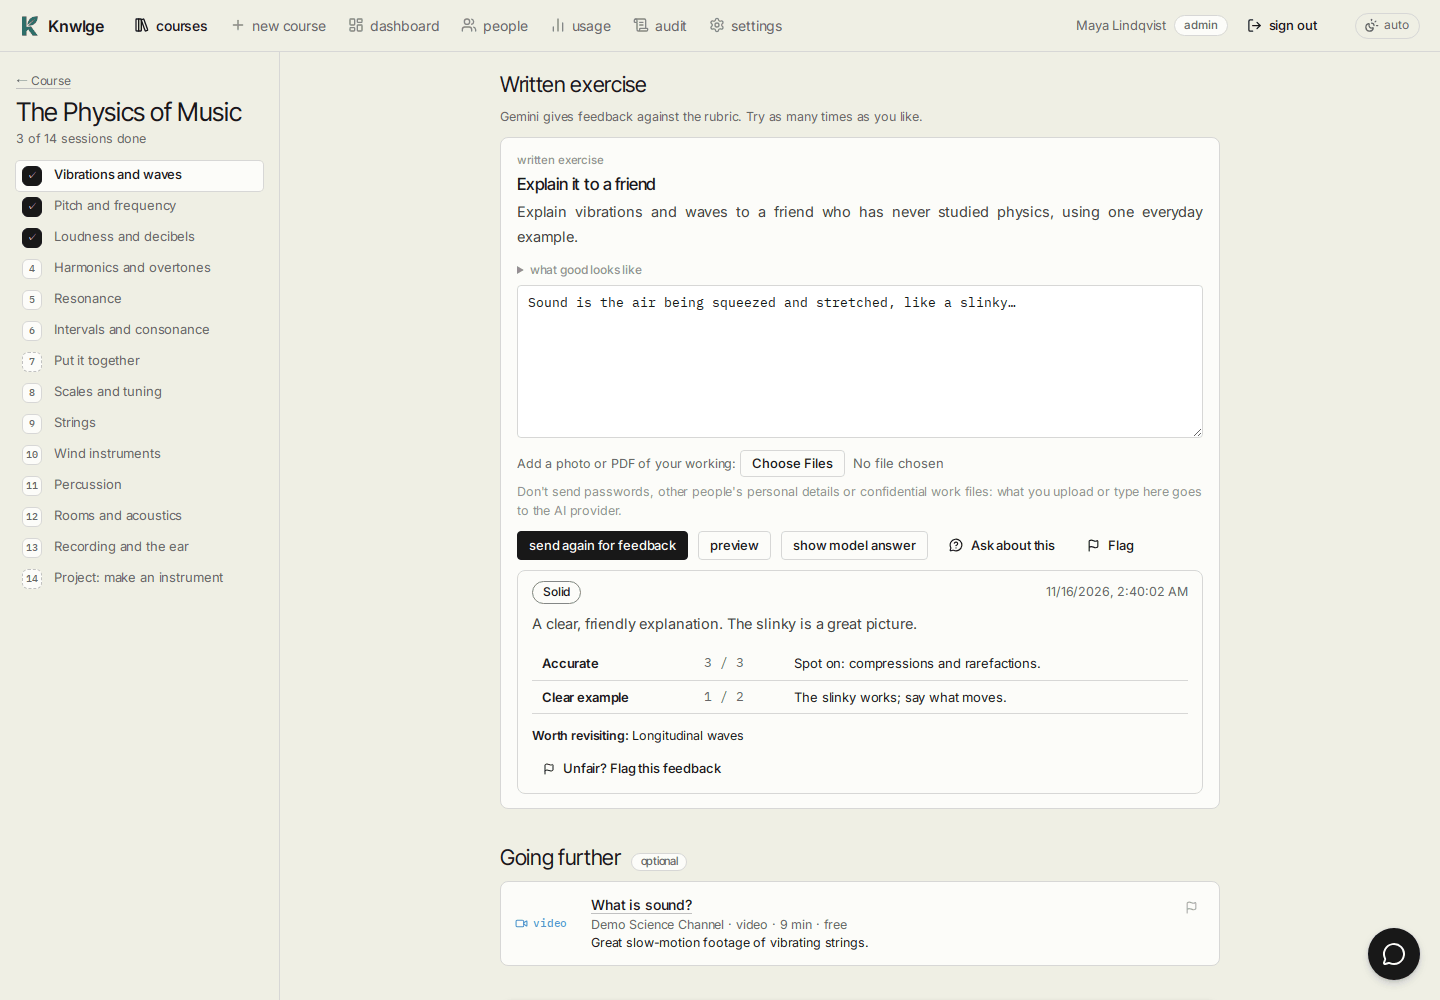 Knwlge
courses
new course
dashboard
people
usage
audit
settings
Maya Lindqvist
admin
sign out
auto
← Course
The Physics of Music
3 of 14 sessions done
✓ Vibrations and waves
✓ Pitch and frequency
✓ Loudness and decibels
4 Harmonics and overtones
5 Resonance
6 Intervals and consonance
7 Put it together
8 Scales and tuning
9 Strings
10 Wind instruments
11 Percussion
12 Rooms and acoustics
13 Recording and the ear
14 Project: make an instrument
Written exercise
Gemini gives feedback against the rubric. Try as many times as you like.
written exercise
Explain it to a friend
Explain vibrations and waves to a friend who has never studied physics, using one everyday
example.
what good looks like
Sound is the air being squeezed and stretched, like a slinky…
Add a photo or PDF of your working: Choose Files No file chosen
Don't send passwords, other people's personal details or confidential work files: what you upload or type here goes
to the AI provider.
send again for feedback
preview
show model answer
Ask about this
Flag
Solid
11/16/2026, 2:40:02 AM
A clear, friendly explanation. The slinky is a great picture.
Accurate 3 / 3 Spot on: compressions and rarefactions.
Clear example 1 / 2 The slinky works; say what moves.
Worth revisiting: Longitudinal waves
Unfair? Flag this feedback
Going further optional
video
What is sound?
Demo Science Channel · video · 9 min · free
Great slow-motion footage of vibrating strings.